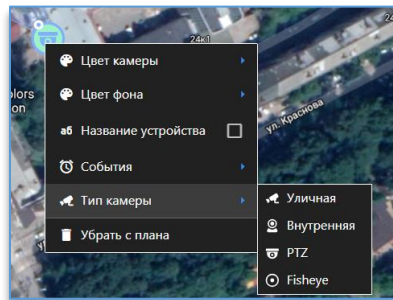 24к1
24
lors
on
Цвет камеры
Цвет фона
аб Название устройства
ул. Краснова
События
Тип камеры
Уличная
Внутренняя
Убрать с плана
PTZ
Fisheye